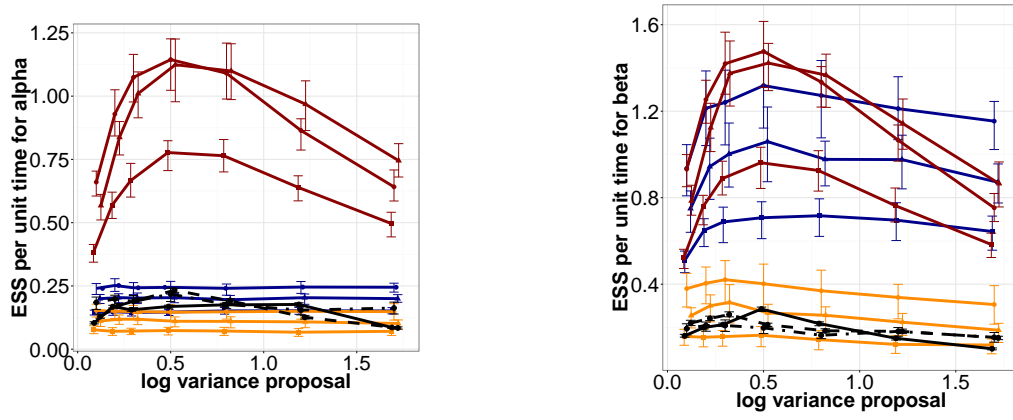 ESS per unit time for alpha
1.25
1.00
0.75
0.50
0.25
0.00
0.0 0.5 1.0 1.5
log variance proposal
ESS per unit time for beta
1.6
1.2
0.8
0.4
0.0 0.5 1.0 1.5
log variance proposal